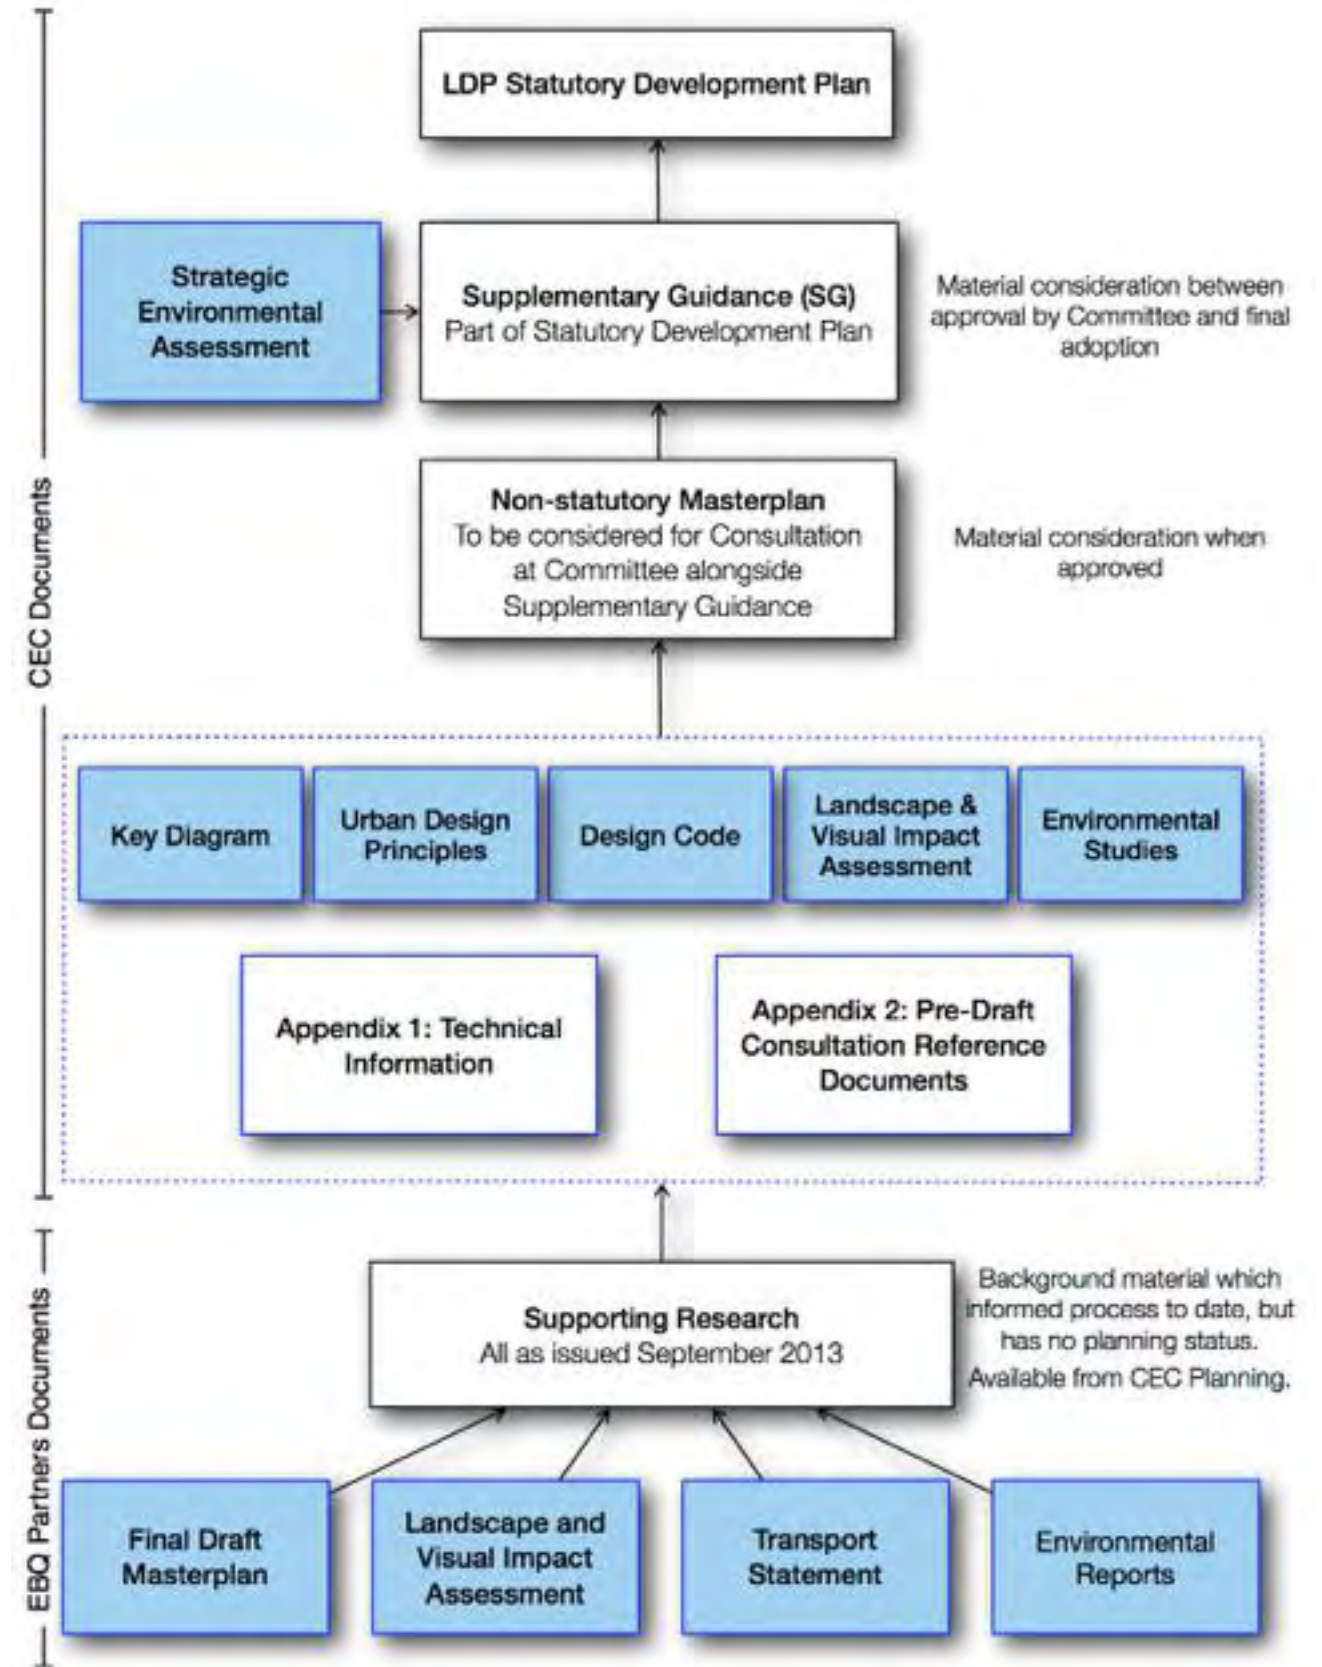 LDP Statutory Development Plan
Strategic
Environmental
Assessment
Supplementary Guidance (SG)
Part of Statutory Development Plan
Material consideration between
approval by Committee and final
adoption
Non-statutory Masterplan
To be considered for Consultation
at Committee alongside
Supplementary Guidance
Material consideration when
approved
CEC Documents
Key Diagram
Urban Design
Principles
Design Code
Landscape &
Visual Impact
Assessment
Environmental
Studies
Appendix 1: Technical
Information
Appendix 2: Pre-Draft
Consultation Reference
Documents
Supporting Research
All as issued September 2013
Background material which
informed process to date, but
has no planning status.
Available from CEC Planning.
EBQ Partners Documents
Final Draft
Masterplan
Landscape and
Visual Impact
Assessment
Transport
Statement
Environmental
Reports